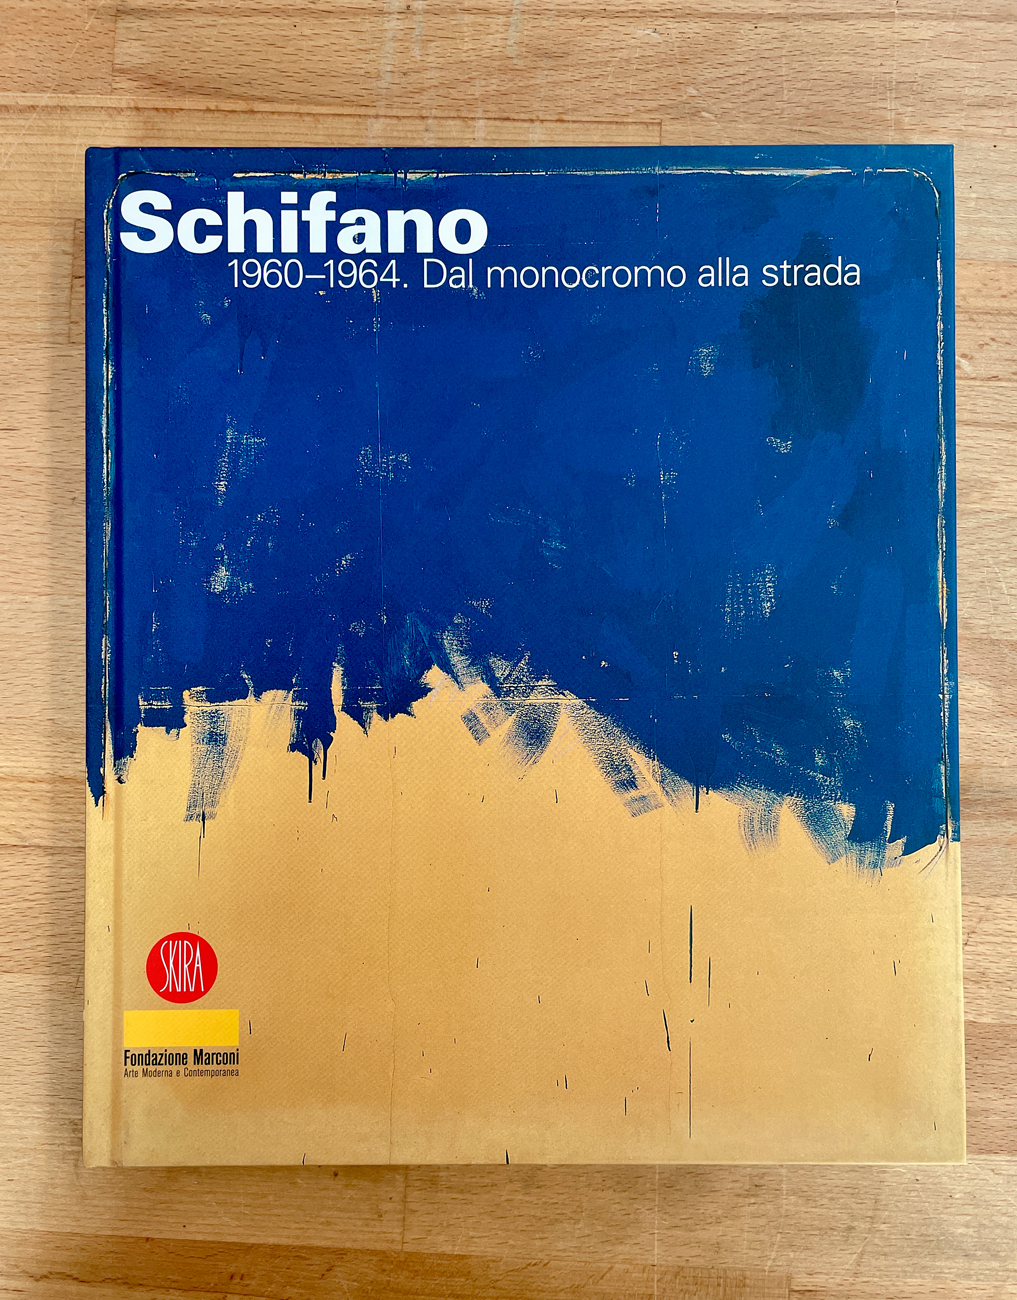 Schifano
1960–1964. Dal monocromo alla strada
SKIRA
Fondazione Marconi
Arte Moderna e Contemporanea